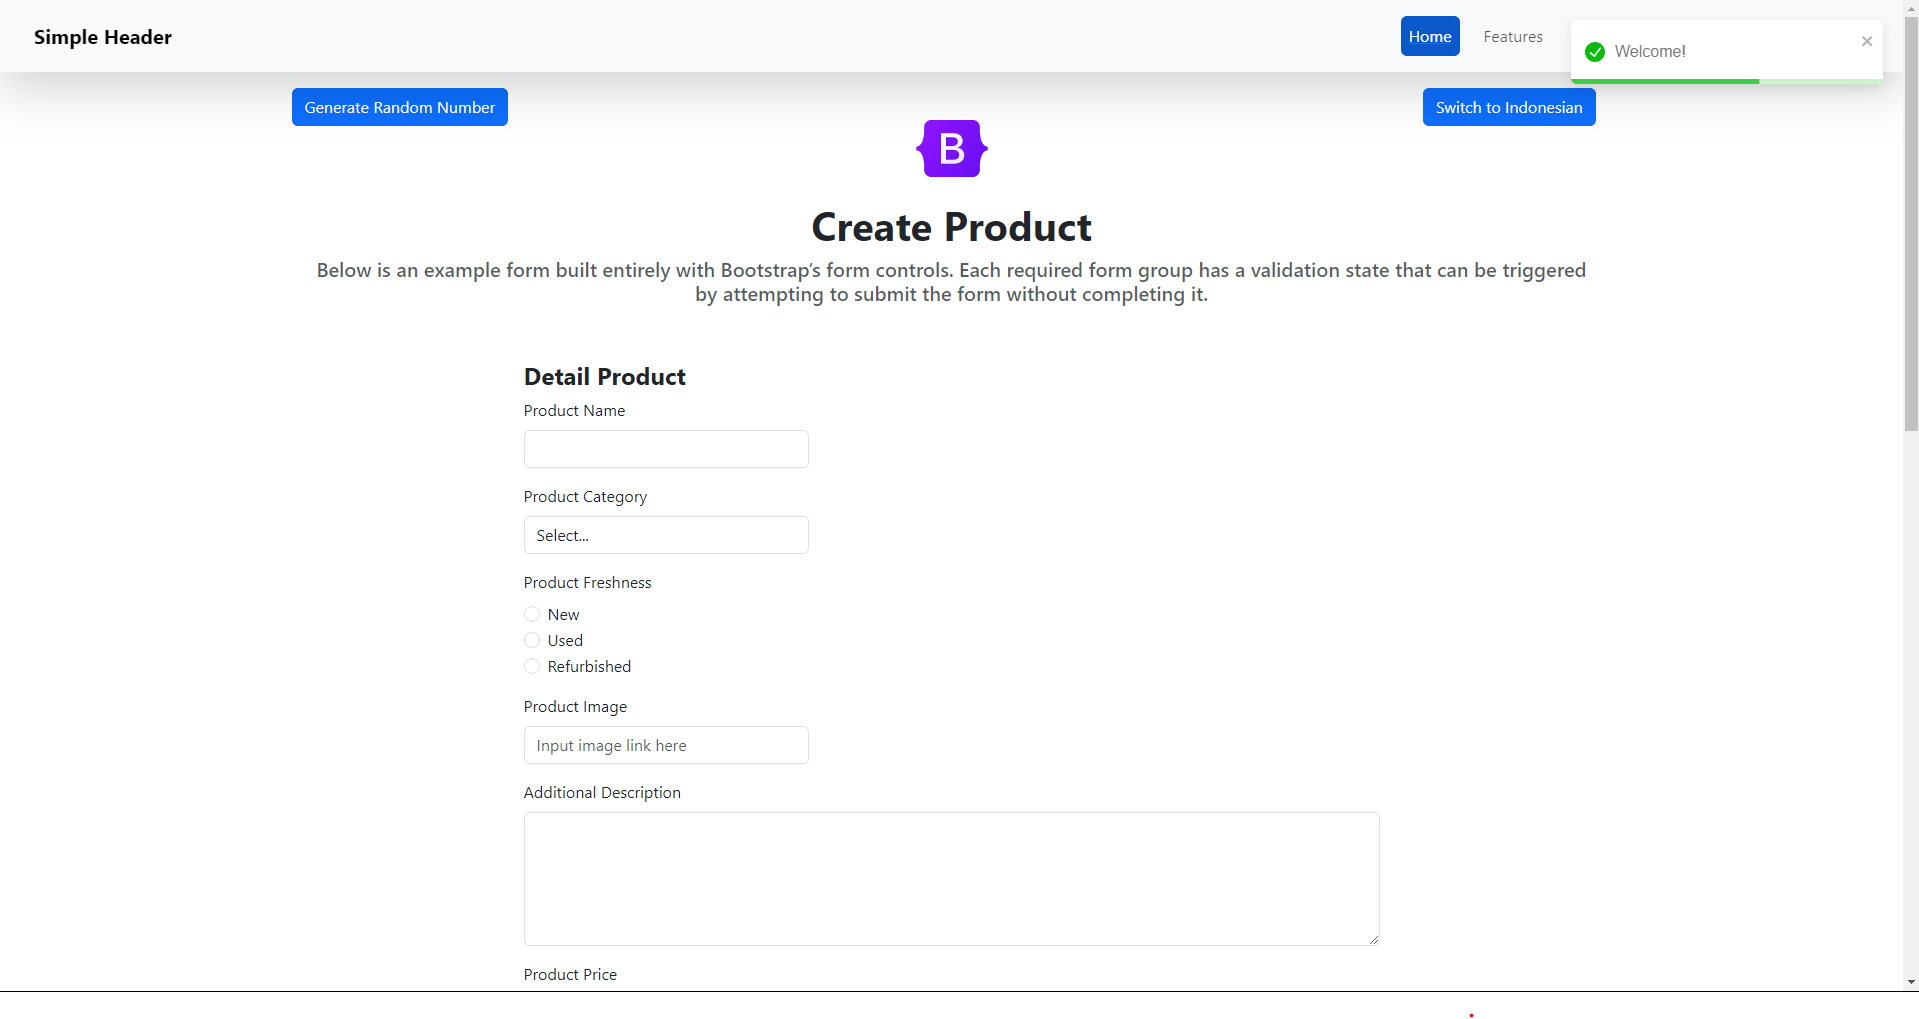 Simple Header
Home
Features
Welcome!
Generate Random Number
Switch to Indonesian
B
Create Product
Below is an example form built entirely with Bootstrap’s form controls. Each required form group has a validation state that can be triggered
by attempting to submit the form without completing it.
Detail Product
Product Name
Product Category
Select...
Product Freshness
New
Used
Refurbished
Product Image
Input image link here
Additional Description
Product Price